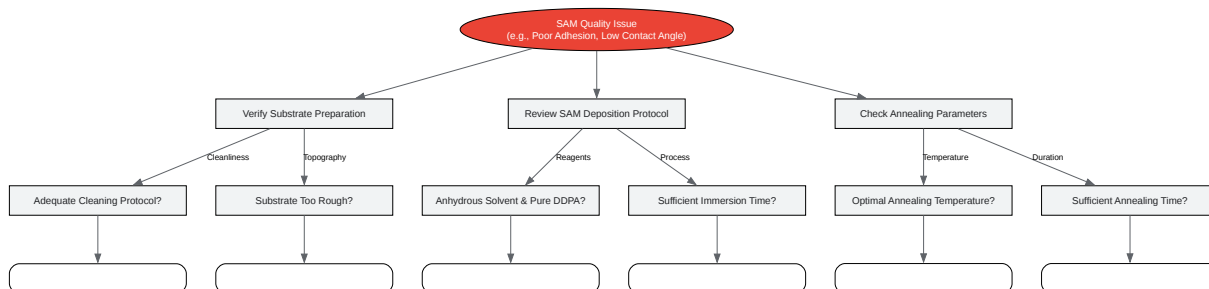 SAM Quality Issue
(e.g., Poor Adhesion, Low Contact Angle)
Verify Substrate Preparation
Review SAM Deposition Protocol
Check Annealing Parameters
Cleanliness
Topography
Reagents
Process
Temperature
Duration
Adequate Cleaning Protocol?
Substrate Too Rough?
Anhydrous Solvent & Pure DDPA?
Sufficient Immersion Time?
Optimal Annealing Temperature?
Sufficient Annealing Time?